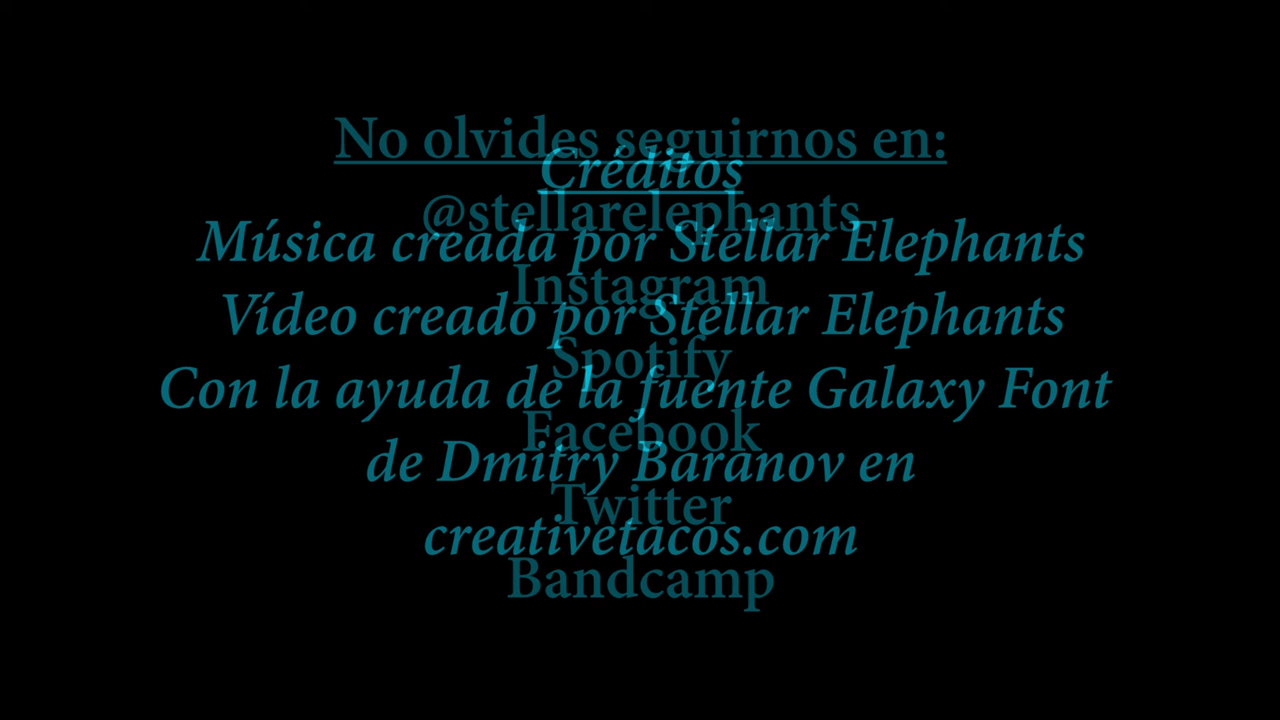 No olvides seguirnos en:
Créditos
@stellarelephants
Música creada por Stellar Elephants
Instagram
Vídeo creado por Stellar Elephants
Spotify
Con la ayuda de la fuente Galaxy Font
Facebook
de Dmitry Baranov en
Twitter
creativetacos.com
Bandcamp